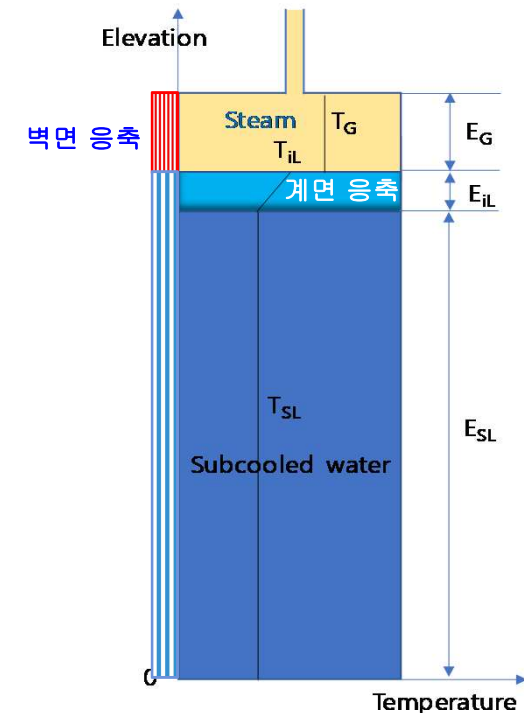 Elevation
Steam
T_G
E_G
벽면 응축
T_iL
계면 응축
E_iL
T_SL
E_SL
Subcooled water
0
Temperature